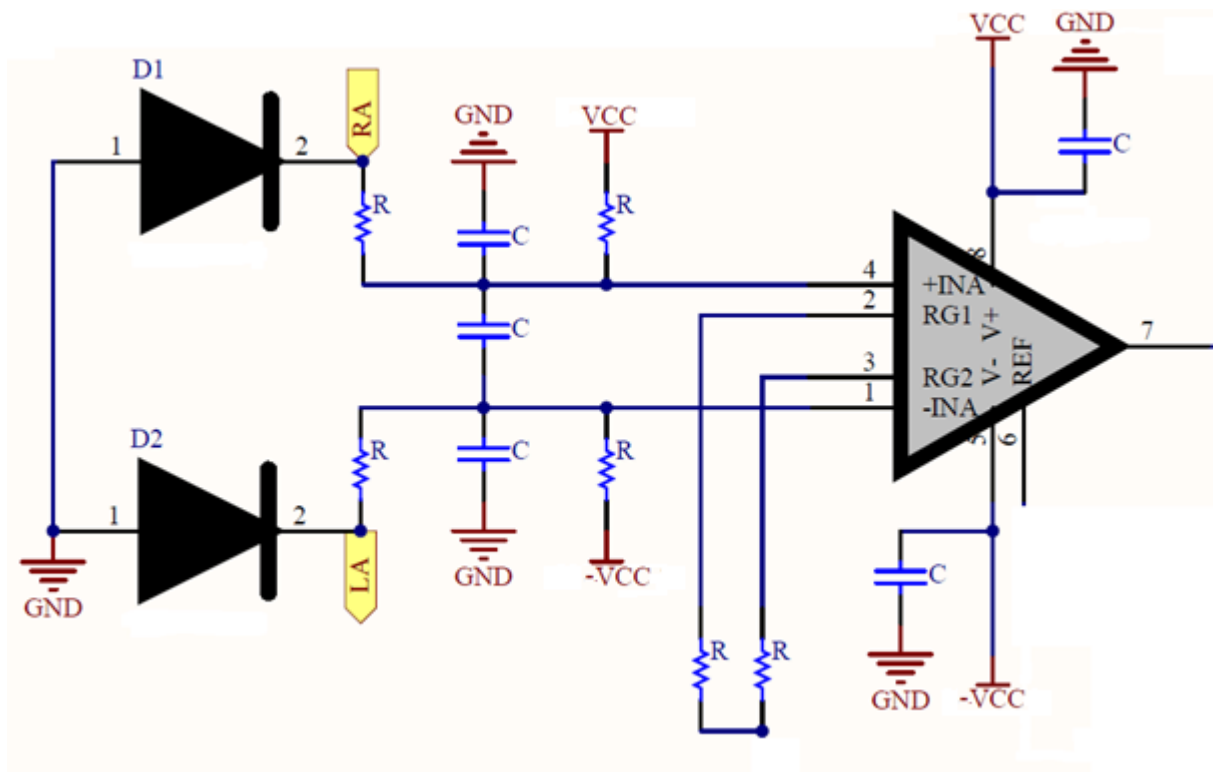 VCC
GND
D1
RA
GND
VCC
C
1
2
R
R
C
8
4
+INA
2
RG1
V+
C
7
3
RG2
V-
REF
1
-INA
D2
R
C
R
5
6
1
2
LA
GND
GND
-VCC
C
R
R
GND
-VCC